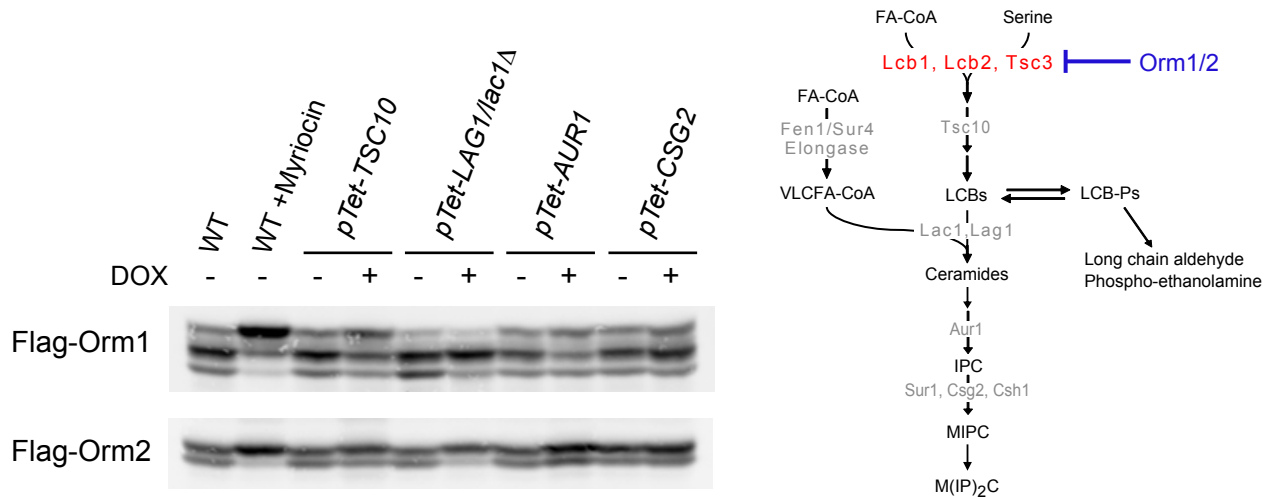 WT
WT +Myriocin
pTet-TSC10
pTet-LAG1/lac1Δ
pTet-AUR1
pTet-CSG2
DOX - - - + - + - + - +
Flag-Orm1
Flag-Orm2
FA-CoA Serine
Lcb1, Lcb2, Tsc3 Orm1/2
FA-CoA
Fen1/Sur4 Tsc10
Elongase
VLCFA-CoA LCBs LCB-Ps
Lac1,Lag1
Long chain aldehyde
Ceramides
Phospho-ethanolamine
Aur1
IPC
Sur1, Csg2, Csh1
MIPC
M(IP)₂C